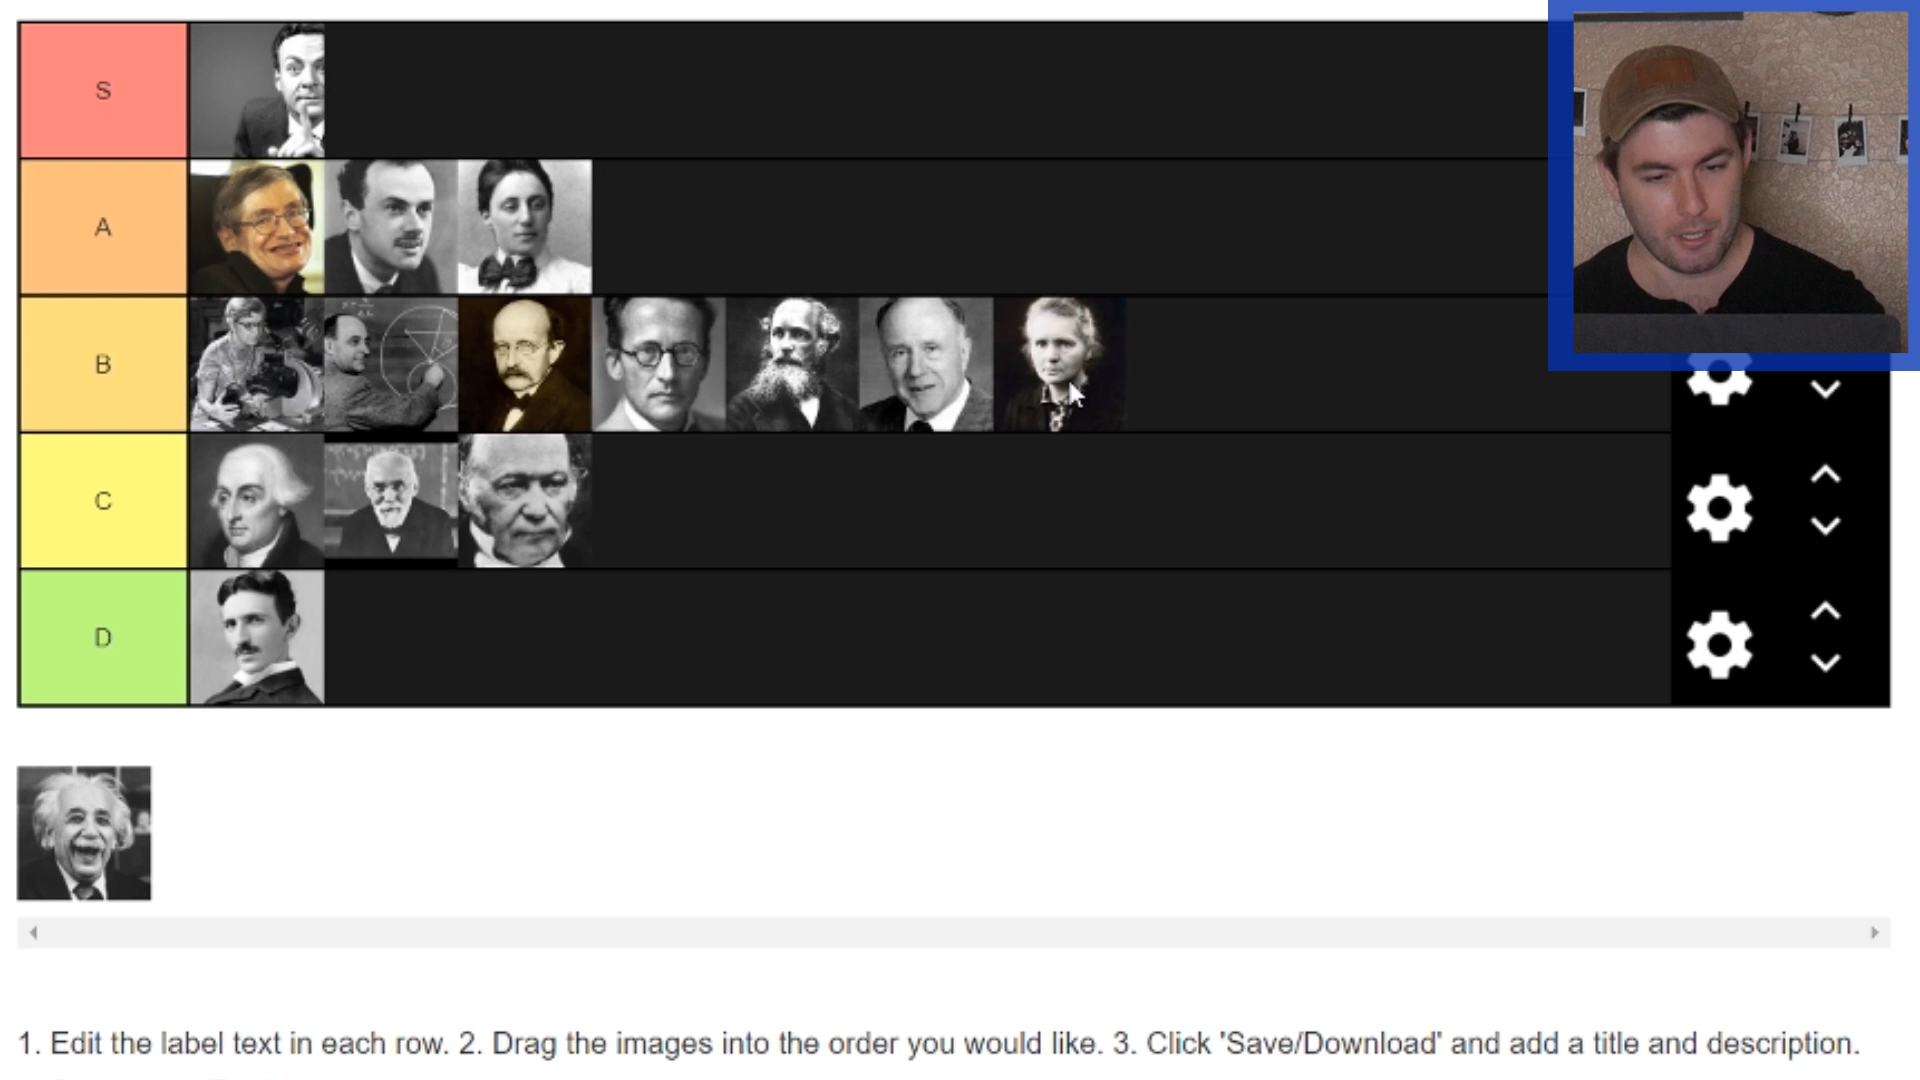 S
A
B
C
D
1. Edit the label text in each row. 2. Drag the images into the order you would like. 3. Click 'Save/Download' and add a title and description.